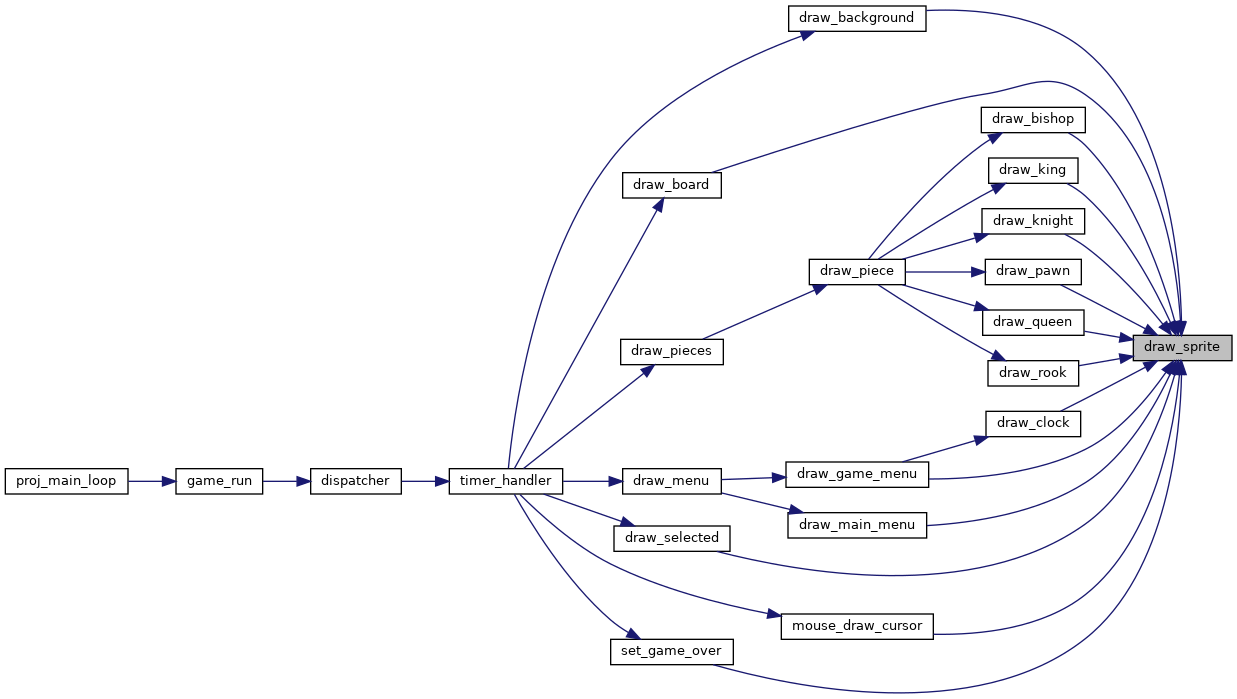 draw_background
draw_bishop
draw_king
draw_board
draw_knight
draw_piece
draw_pawn
draw_queen
draw_sprite
draw_pieces
draw_rook
draw_clock
proj_main_loop
game_run
dispatcher
timer_handler
draw_menu
draw_game_menu
draw_main_menu
draw_selected
mouse_draw_cursor
set_game_over